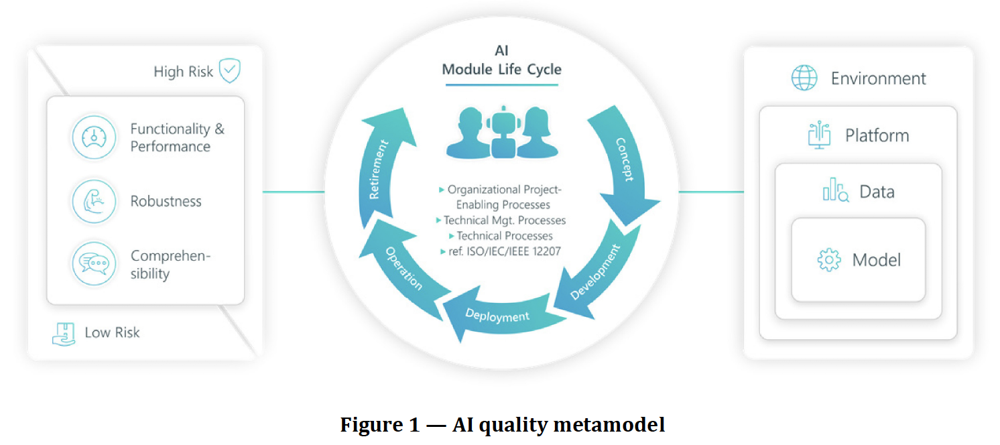 High Risk
Functionality &
Performance
Robustness
Comprehen-
sibility
Low Risk
AI
Module Life Cycle
Concept
Development
Deployment
Operation
Retirement
▸ Organizational Project-
Enabling Processes
▸ Technical Mgt. Processes
▸ Technical Processes
▸ ref. ISO/IEC/IEEE 12207
Environment
Platform
Data
Model
Figure 1 — AI quality metamodel